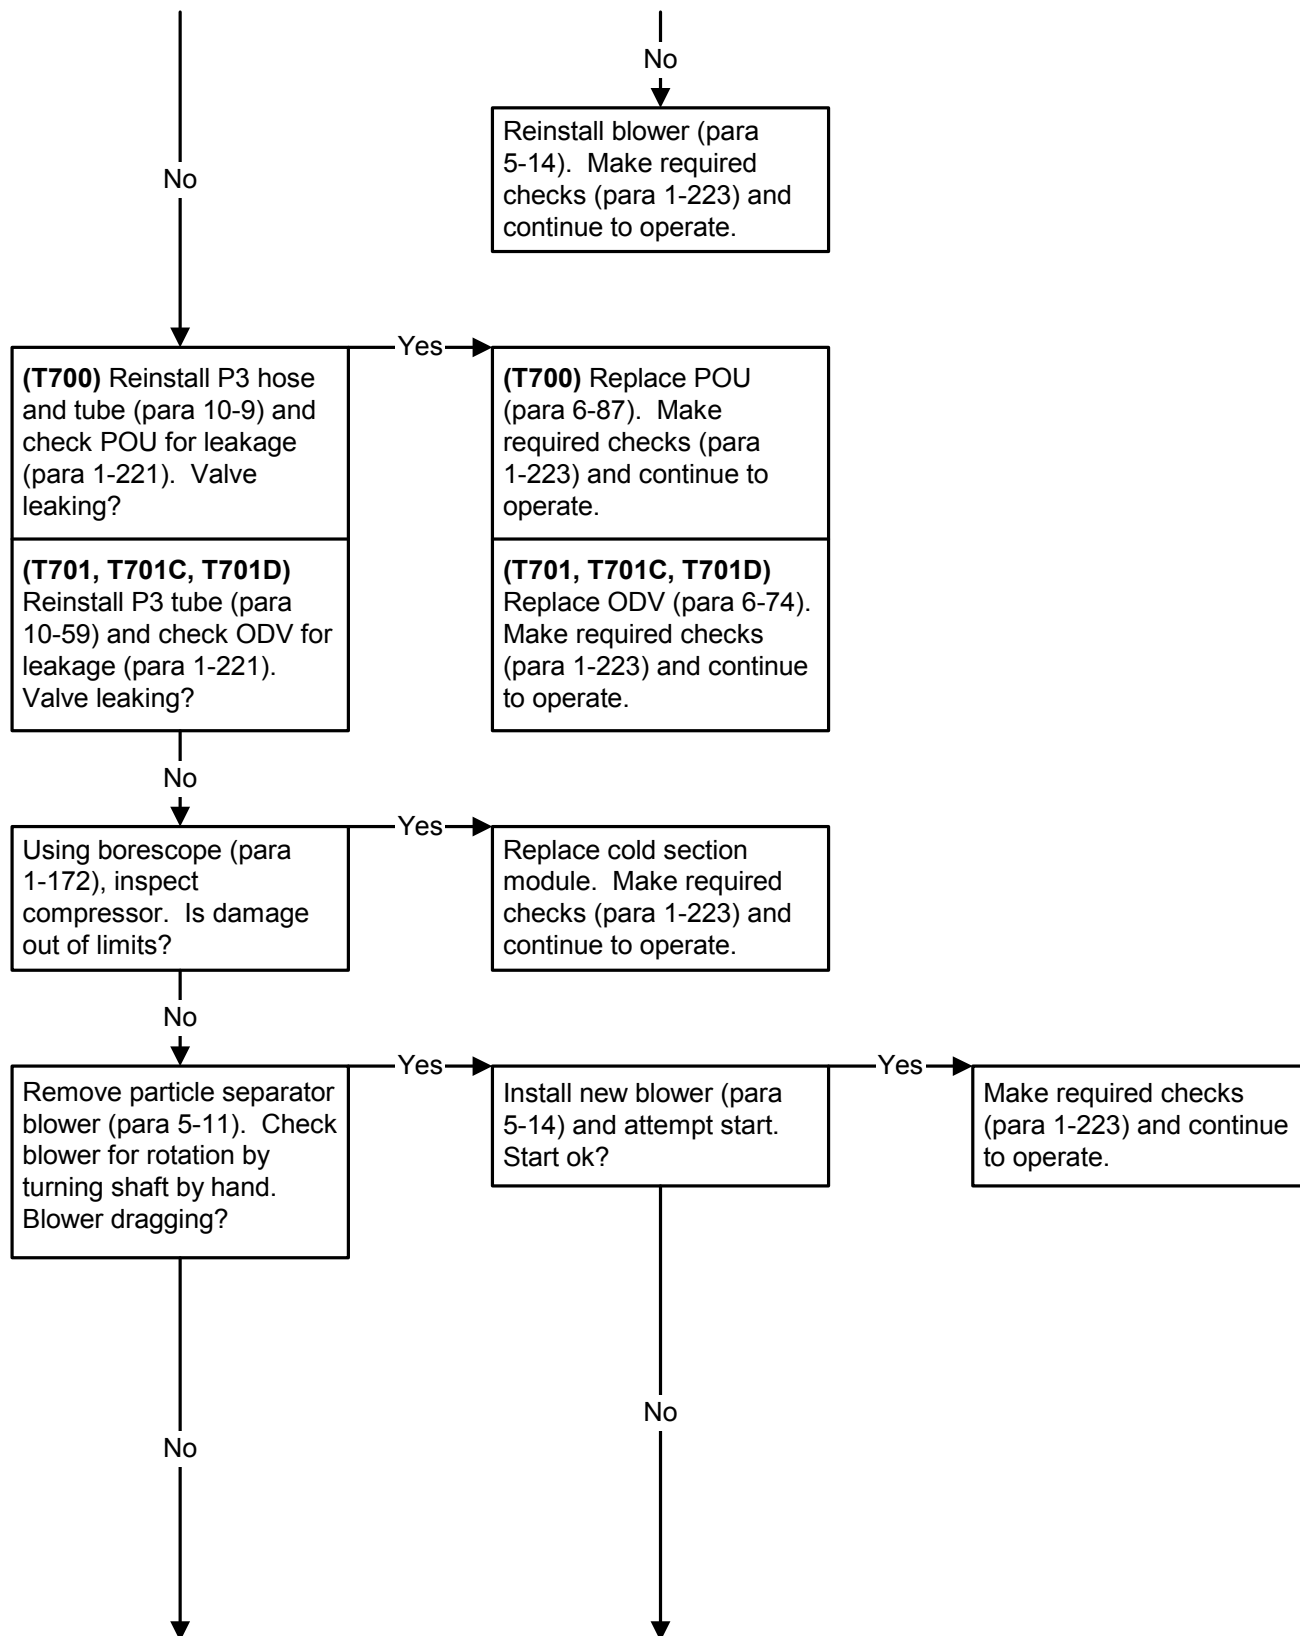 No
Reinstall blower (para
5-14).  Make required
checks (para 1-223) and
continue to operate.
No
(T700) Reinstall P3 hose
and tube (para 10-9) and
check POU for leakage
(para 1-221).  Valve
leaking?
Yes
(T700) Replace POU
(para 6-87).  Make
required checks (para
1-223) and continue to
operate.
(T701, T701C, T701D)
Reinstall P3 tube (para
10-59) and check ODV for
leakage (para 1-221).
Valve leaking?
(T701, T701C, T701D)
Replace ODV (para 6-74).
Make required checks
(para 1-223) and continue
to operate.
No
Using borescope (para
1-172), inspect
compressor.  Is damage
out of limits?
Yes
Replace cold section
module.  Make required
checks (para 1-223) and
continue to operate.
No
Remove particle separator
blower (para 5-11).  Check
blower for rotation by
turning shaft by hand.
Blower dragging?
Yes
Install new blower (para
5-14) and attempt start.
Start ok?
Yes
Make required checks
(para 1-223) and continue
to operate.
No
No